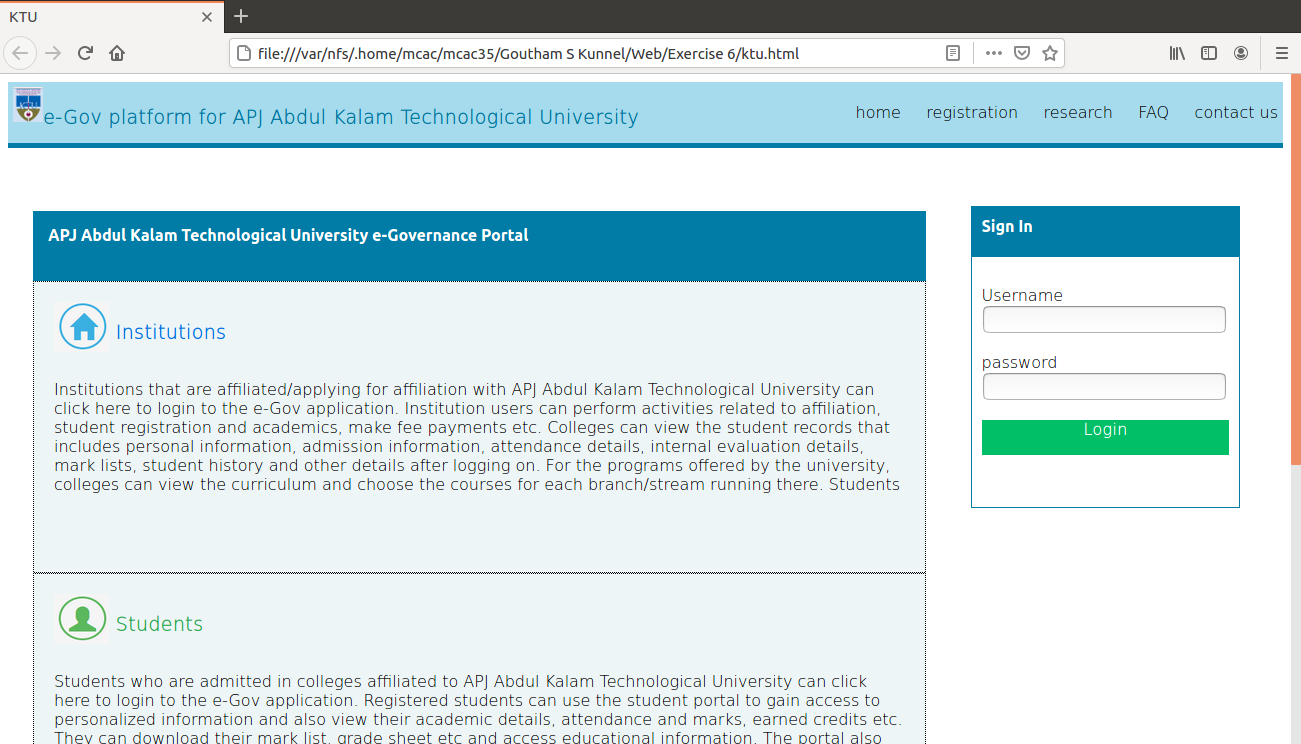 KTU
file:///var/nfs/.home/mcac/mcac35/Goutham S Kunnel/Web/Exercise 6/ktu.html
e-Gov platform for APJ Abdul Kalam Technological University
home registration research FAQ contact us
APJ Abdul Kalam Technological University e-Governance Portal
Institutions
Institutions that are affiliated/applying for affiliation with APJ Abdul Kalam Technological University can
click here to login to the e-Gov application. Institution users can perform activities related to affiliation,
student registration and academics, make fee payments etc. Colleges can view the student records that
includes personal information, admission information, attendance details, internal evaluation details,
mark lists, student history and other details after logging on. For the programs offered by the university,
colleges can view the curriculum and choose the courses for each branch/stream running there. Students
Students
Students who are admitted in colleges affiliated to APJ Abdul Kalam Technological University can click
here to login to the e-Gov application. Registered students can use the student portal to gain access to
personalized information and also view their academic details, attendance and marks, earned credits etc.
They can download their mark list, grade sheet etc and access educational information. The portal also
Sign In
Username
password
Login